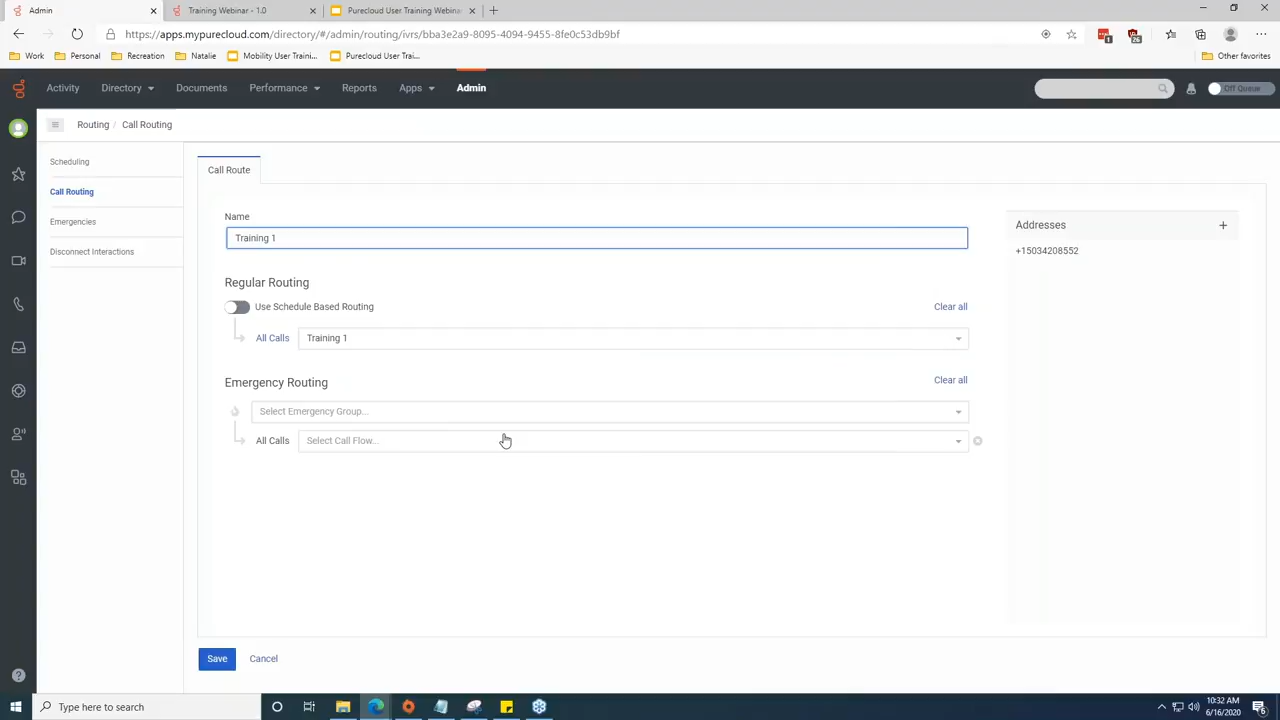 Admin
Training Webinar - 1.0
Purecloud User Training Webinar
https://apps.mypurecloud.com/directory/#/admin/routing/ivrs/bba3e2a9-8095-4094-9455-8fe0c53db9bf
1
26
Work
Personal
Recreation
Natalie
Mobility User Traini...
Purecloud User Trai...
Other favorites
Activity
Directory
Documents
Performance
Reports
Apps
Admin
Off Queue
Routing / Call Routing
Scheduling
Call Routing
Emergencies
Disconnect Interactions
Call Route
Name
Training 1
Regular Routing
Use Schedule Based Routing
Clear all
All Calls
Training 1
Emergency Routing
Clear all
Select Emergency Group...
All Calls
Select Call Flow...
Addresses
+15034208552
Save
Cancel
Type here to search
10:32 AM
6/16/2020
6